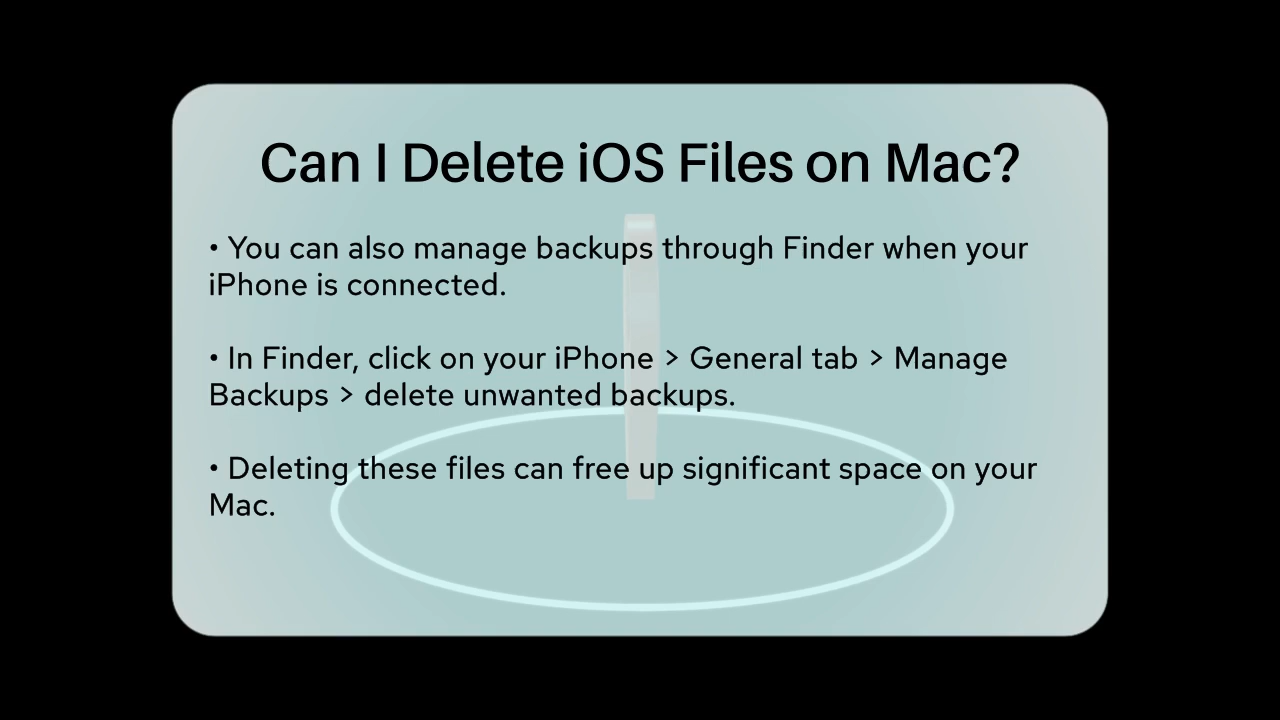 Can I Delete iOS Files on Mac?
• You can also manage backups through Finder when your
iPhone is connected.
• In Finder, click on your iPhone > General tab > Manage
Backups > delete unwanted backups.
• Deleting these files can free up significant space on your
Mac.